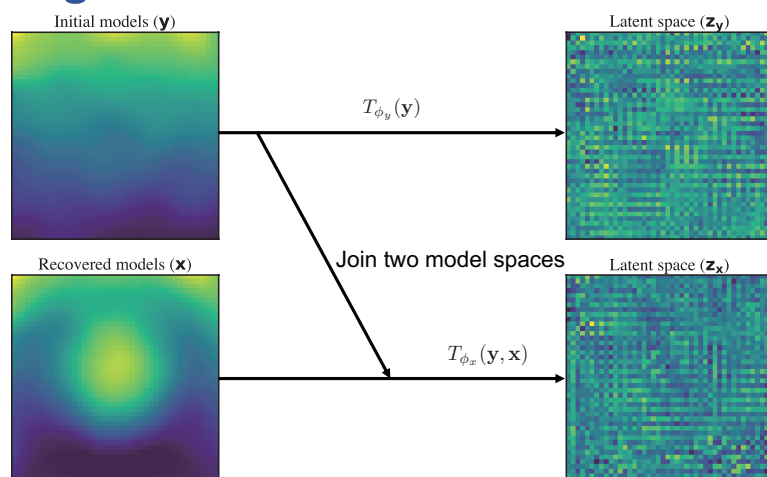 Initial models (y)
Latent space (z_y)
T_{ϕ_y}(y)
Join two model spaces
Recovered models (x)
Latent space (z_x)
T_{ϕ_x}(y, x)